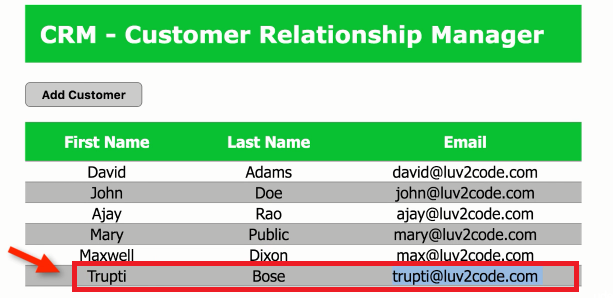 CRM - Customer Relationship Manager
Add Customer
First Name Last Name Email
David Adams david@luv2code.com
John Doe john@luv2code.com
Ajay Rao ajay@luv2code.com
Mary Public mary@luv2code.com
Maxwell Dixon max@luv2code.com
Trupti Bose trupti@luv2code.com